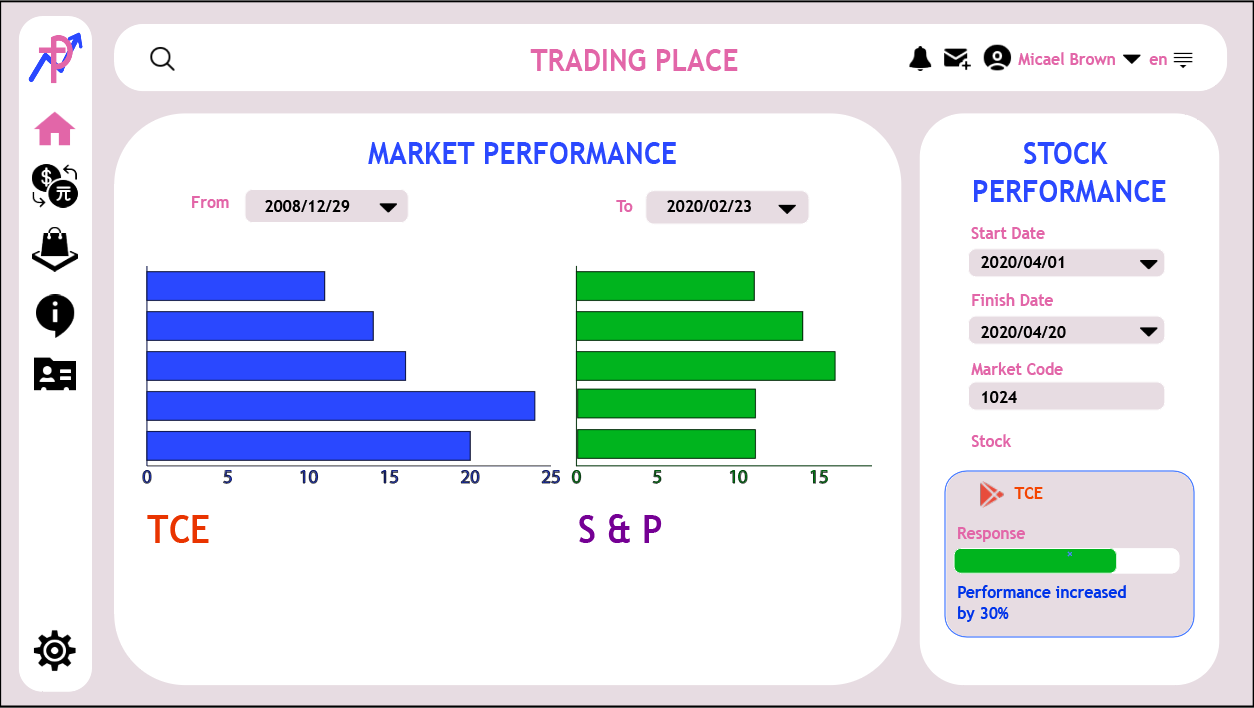 TRADING PLACE
Micael Brown
en
MARKET PERFORMANCE
From
2008/12/29
To
2020/02/23
0 5 10 15 20 25
0 5 10 15
TCE
S & P
STOCK
PERFORMANCE
Start Date
2020/04/01
Finish Date
2020/04/20
Market Code
1024
Stock
TCE
Response
Performance increased
by 30%